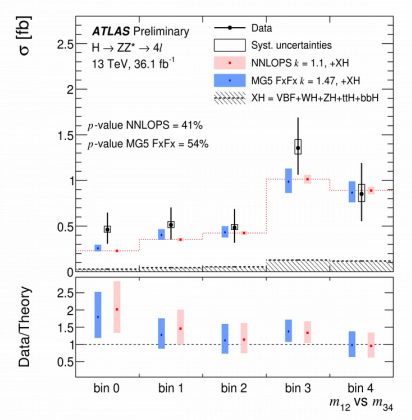 σ [fb]
2.5
2
1.5
1
0.5
0
ATLAS Preliminary
H → ZZ* → 4l
13 TeV, 36.1 fb⁻¹
Data
Syst. uncertainties
NNLOPS k = 1.1, +XH
MG5 FxFx k = 1.47, +XH
XH = VBF+WH+ZH+ttH+bbH
p-value NNLOPS = 41%
p-value MG5 FxFx = 54%
Data/Theory
2.5
2
1.5
1
0.5
bin 0 bin 1 bin 2 bin 3 bin 4
m₁₂ vs m₃₄